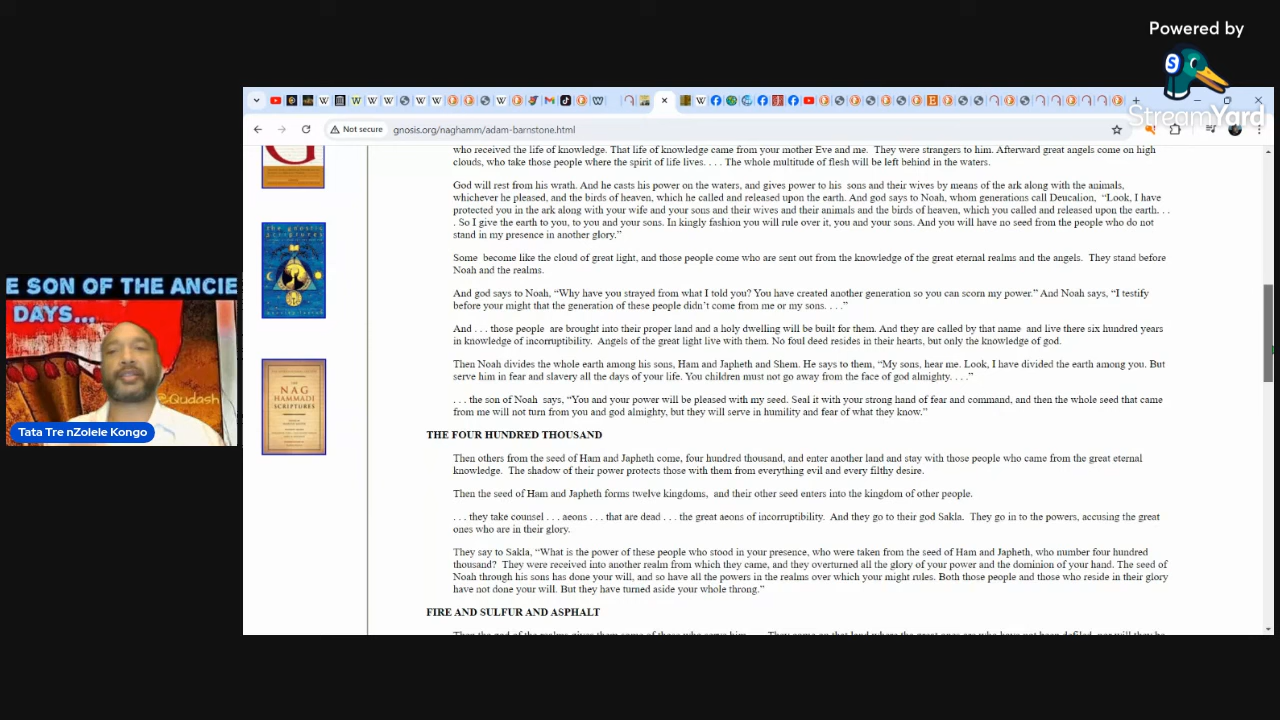 Powered by
StreamYard
Not secure
gnosis.org/naghamm/adam-barnstone.html
who received the life of knowledge. That life of knowledge came from your mother Eve and me. They were strangers to him. Afterward great angels come on high
clouds, who take those people where the spirit of life lives. . . . The whole multitude of flesh will be left behind in the waters.
God will rest from his wrath. And he casts his power on the waters, and gives power to his sons and their wives by means of the ark along with the animals,
whichever he pleased, and the birds of heaven, which he called and released upon the earth. And god says to Noah, whom generations call Deucalion, “Look, I have
protected you in the ark along with your wife and your sons and their wives and their animals and the birds of heaven, which you called and released upon the earth. . .
. So I give the earth to you, to you and your sons. In kingly fashion you will rule over it, you and your sons. And you will have no seed from the people who do not
stand in my presence in another glory.”
Some become like the cloud of great light, and those people come who are sent out from the knowledge of the great eternal realms and the angels. They stand before
Noah and the realms.
And god says to Noah, “Why have you strayed from what I told you? You have created another generation so you can scorn my power.” And Noah says, “I testify
before your might that the generation of these people didn’t come from me or my sons. . . .”
And . . . those people are brought into their proper land and a holy dwelling will be built for them. And they are called by that name and live there six hundred years
in knowledge of incorruptibility. Angels of the great light live with them. No foul deed resides in their hearts, but only the knowledge of god.
Then Noah divides the whole earth among his sons, Ham and Japheth and Shem. He says to them, “My sons, hear me. Look, I have divided the earth among you. But
serve him in fear and slavery all the days of your life. You children must not go away from the face of god almighty. . . .”
. . . the son of Noah says, “You and your power will be pleased with my seed. Seal it with your strong hand of fear and command, and then the whole seed that came
from me will not turn from you and god almighty, but they will serve in humility and fear of what they know.”
THE FOUR HUNDRED THOUSAND
Then others from the seed of Ham and Japheth come, four hundred thousand, and enter another land and stay with those people who came from the great eternal
knowledge. The shadow of their power protects those with them from everything evil and every filthy desire.
Then the seed of Ham and Japheth forms twelve kingdoms, and their other seed enters into the kingdom of other people.
. . . they take counsel . . . aeons . . . that are dead . . . the great aeons of incorruptibility. And they go to their god Sakla. They go in to the powers, accusing the great
ones who are in their glory.
They say to Sakla, “What is the power of these people who stood in your presence, who were taken from the seed of Ham and Japheth, who number four hundred
thousand? They were received into another realm from which they came, and they overturned all the glory of your power and the dominion of your hand. The seed of
Noah through his sons has done your will, and so have all the powers in the realms over which your might rules. Both those people and those who reside in their glory
have not done your will. But they have turned aside your whole throng.”
FIRE AND SULFUR AND ASPHALT
G
the gnostic
scriptures
THE
NAG
HAMMADI
SCRIPTURES
E SON OF THE ANCIE
DAYS...
@Qudash
Tata Tre nZolele Kongo